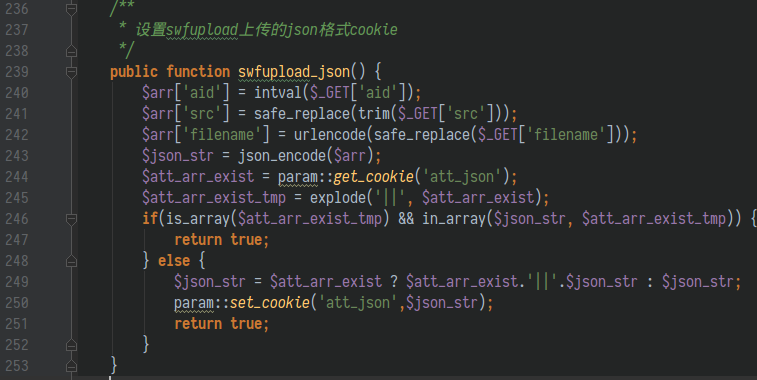 236 /**
237 * 设置swfupload上传的json格式cookie
238 */
239 public function swfupload_json() {
240 $arr['aid'] = intval($_GET['aid']);
241 $arr['src'] = safe_replace(trim($_GET['src']));
242 $arr['filename'] = urlencode(safe_replace($_GET['filename']));
243 $json_str = json_encode($arr);
244 $att_arr_exist = param::get_cookie('att_json');
245 $att_arr_exist_tmp = explode('||', $att_arr_exist);
246 if(is_array($att_arr_exist_tmp) && in_array($json_str, $att_arr_exist_tmp)) {
247 return true;
248 } else {
249 $json_str = $att_arr_exist ? $att_arr_exist.'||'.$json_str : $json_str;
250 param::set_cookie('att_json',$json_str);
251 return true;
252 }
253 }